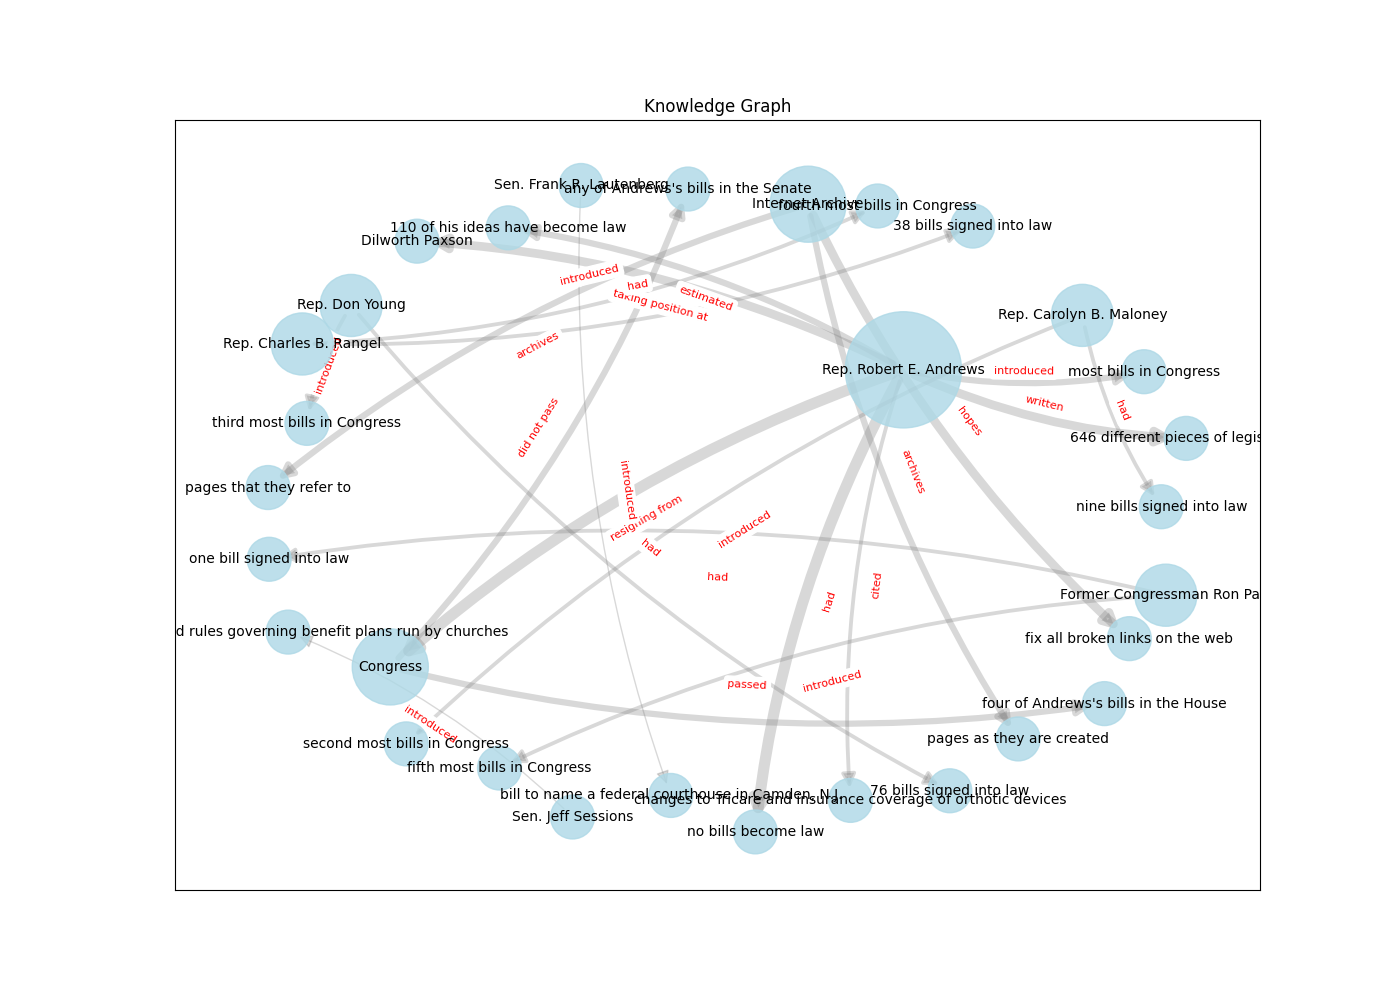 Knowledge Graph
Sen. Frank R. Lautenberg
any of Andrews's bills in the Senate
Internet Archive
fourth most bills in Congress
110 of his ideas have become law
38 bills signed into law
Dilworth Paxson
introduced
had
estimated
taking position at
Rep. Don Young
Rep. Carolyn B. Maloney
Rep. Charles B. Rangel
archives
introduced
Rep. Robert E. Andrews
introduced
most bills in Congress
written
had
hopes
third most bills in Congress
did not pass
646 different pieces of legis
archives
pages that they refer to
introduced
nine bills signed into law
resigning from
introduced
had
one bill signed into law
had
cited
had
Former Congressman Ron Pa
d rules governing benefit plans run by churches
fix all broken links on the web
Congress
passed
introduced
four of Andrews's bills in the House
introduced
second most bills in Congress
pages as they are created
fifth most bills in Congress
bill to name a federal courthouse in Camden, N.J.
changes to Tricare and insurance coverage of orthotic devices
76 bills signed into law
Sen. Jeff Sessions
no bills become law